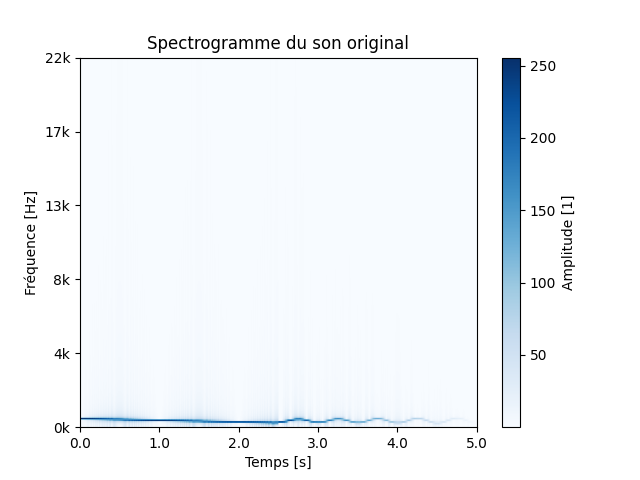 Spectrogramme du son original
22k
17k
13k
8k
4k
0k
Fréquence [Hz]
0.0 1.0 2.0 3.0 4.0 5.0
Temps [s]
250
200
150
100
50
Amplitude [1]